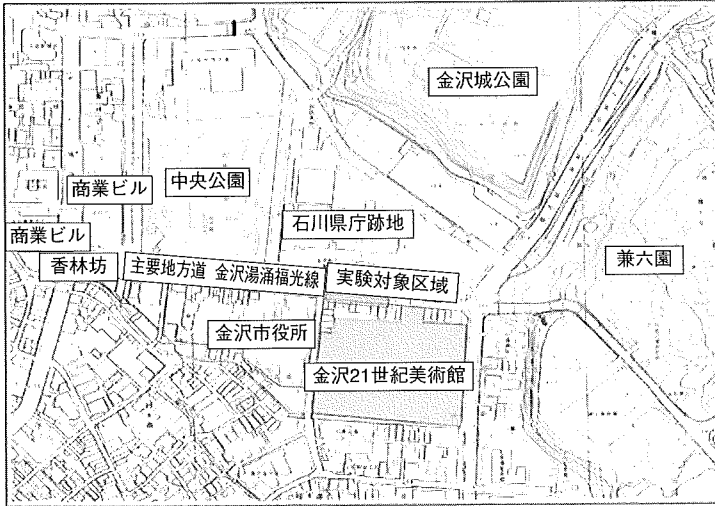 金沢城公園
商業ビル
中央公園
石川県庁跡地
商業ビル
兼六園
香林坊
主要地方道 金沢湯涌福光線
実験対象区域
金沢市役所
金沢21世紀美術館